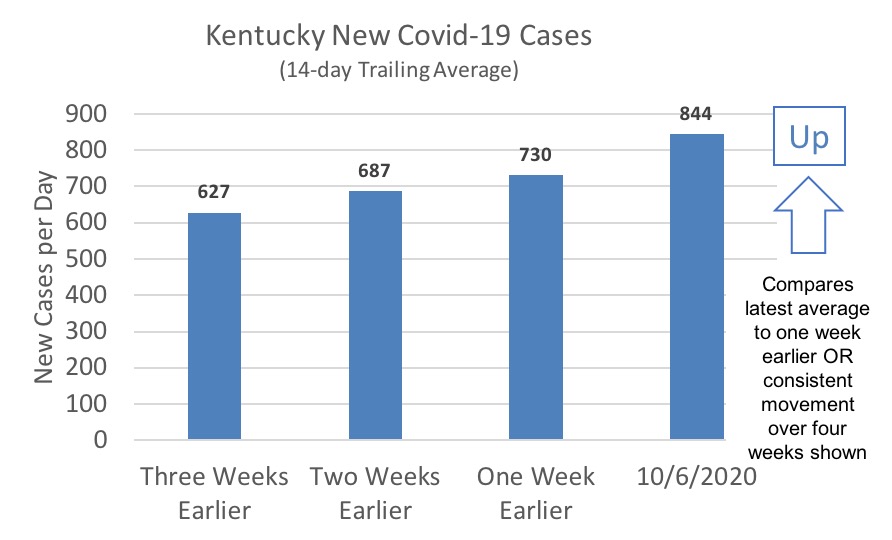 Kentucky New Covid-19 Cases
(14-day Trailing Average)
New Cases per Day
900
800
700
600
500
400
300
200
100
0
627
687
730
844
Three Weeks
Earlier
Two Weeks
Earlier
One Week
Earlier
10/6/2020
Up
Compares
latest average
to one week
earlier OR
consistent
movement
over four
weeks shown